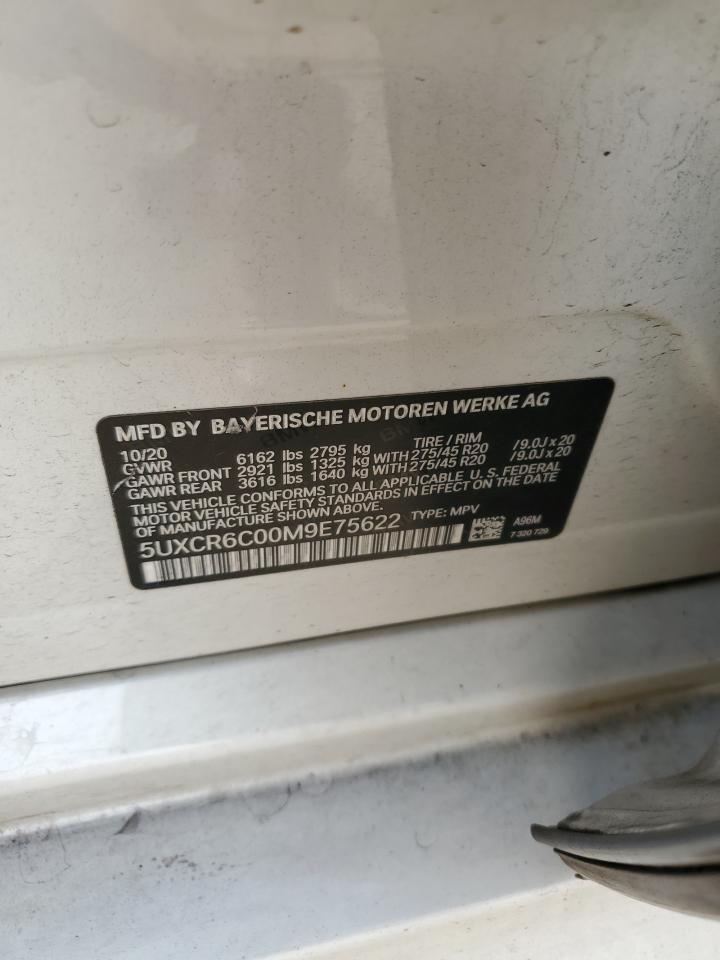 MFD BY BAYERISCHE MOTOREN WERKE AG
10/20 TIRE / RIM
GVWR 6162 lbs 2795 kg
GAWR FRONT 2921 lbs 1325 kg WITH 275/45 R20 /9.0J x 20
GAWR REAR 3616 lbs 1640 kg WITH 275/45 R20 /9.0J x 20
THIS VEHICLE CONFORMS TO ALL APPLICABLE U.S. FEDERAL
MOTOR VEHICLE SAFETY STANDARDS IN EFFECT ON THE DATE
OF MANUFACTURE SHOWN ABOVE.
5UXCR6C00M9E75622 TYPE: MPV
A96M
7 320 729